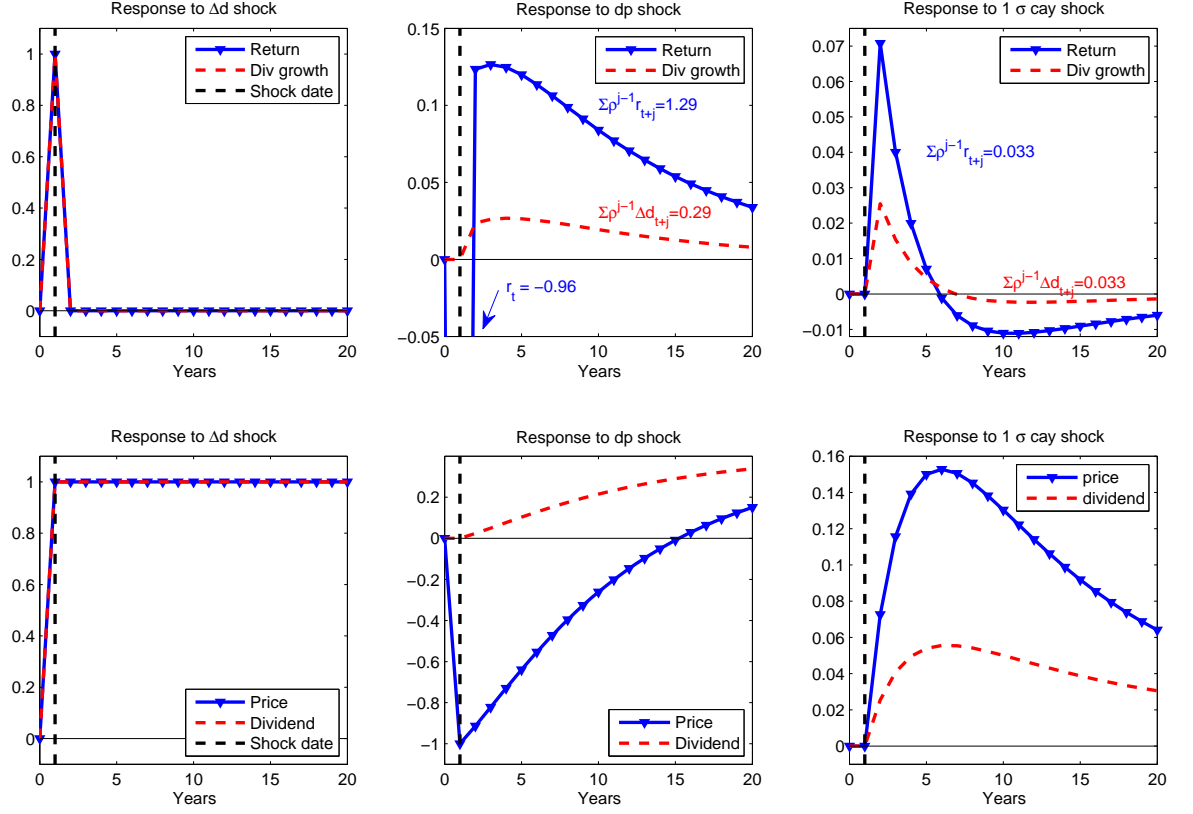 Response to Δd shock
1
0.8
0.6
0.4
0.2
0
Return
Div growth
Shock date
0 5 10 15 20
Years
Response to dp shock
0.15
0.1
0.05
0
−0.05
Return
Div growth
Σρ^{j−1}r_{t+j}=1.29
Σρ^{j−1}Δd_{t+j}=0.29
r_t = −0.96
0 5 10 15 20
Years
Response to 1 σ cay shock
0.07
0.06
0.05
0.04
0.03
0.02
0.01
0
−0.01
Return
Div growth
Σρ^{j−1}r_{t+j}=0.033
Σρ^{j−1}Δd_{t+j}=0.033
0 5 10 15 20
Years
Response to Δd shock
1
0.8
0.6
0.4
0.2
0
Price
Dividend
Shock date
0 5 10 15 20
Years
Response to dp shock
0.2
0
−0.2
−0.4
−0.6
−0.8
−1
Price
Dividend
0 5 10 15 20
Years
Response to 1 σ cay shock
0.16
0.14
0.12
0.1
0.08
0.06
0.04
0.02
0
price
dividend
0 5 10 15 20
Years